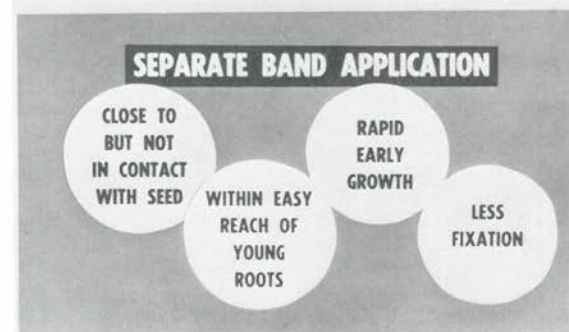 SEPARATE BAND APPLICATION
CLOSE TO
BUT NOT
IN CONTACT
WITH SEED
WITHIN EASY
REACH OF
YOUNG
ROOTS
RAPID
EARLY
GROWTH
LESS
FIXATION